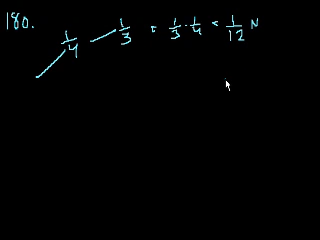 180.
1/4 1/3 = 1/3 · 1/4 = 1/12 N